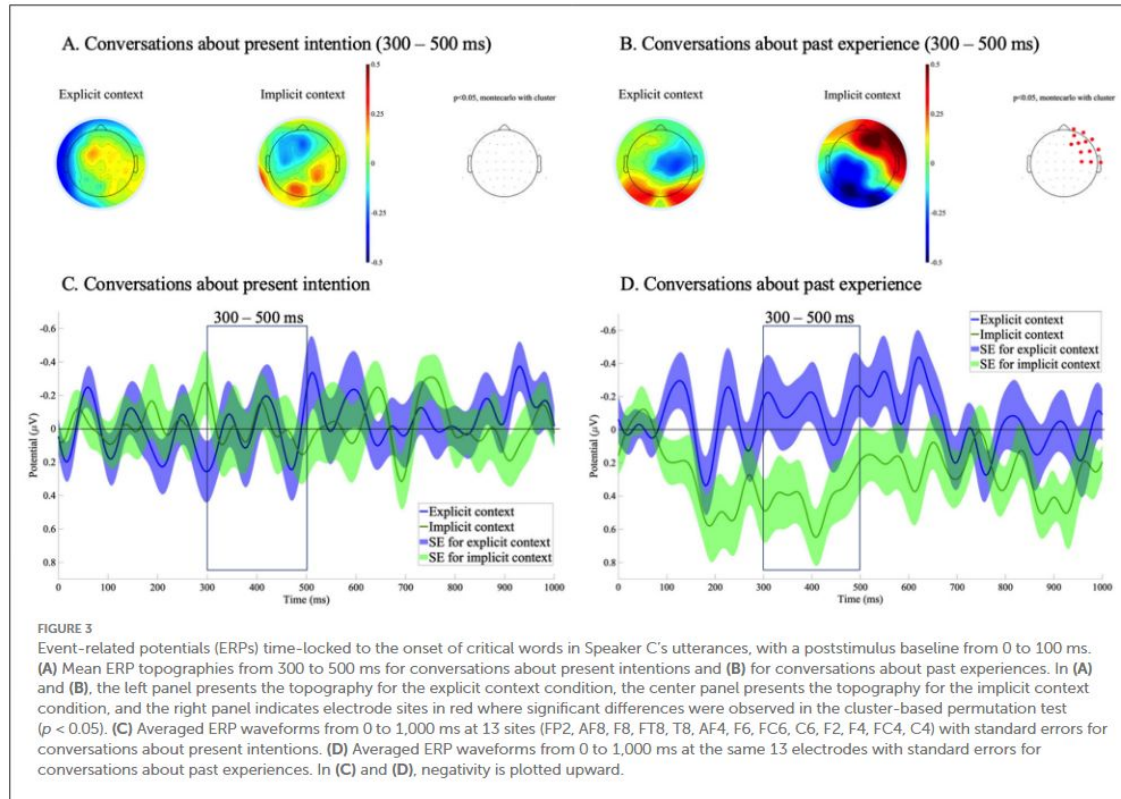 A. Conversations about present intention (300 – 500 ms)
Explicit context
Implicit context
p<0.05, montecarlo with cluster
0.5
0
-0.25
-0.5
B. Conversations about past experience (300 – 500 ms)
Explicit context
Implicit context
p<0.05, montecarlo with cluster
0.5
0
-0.25
-0.5
C. Conversations about present intention
300 – 500 ms
-0.6
-0.4
-0.2
0
0.2
0.4
0.6
0.8
Potential (μV)
Explicit context
Implicit context
SE for explicit context
SE for implicit context
0 100 200 300 400 500 600 700 800 900 1000
Time (ms)
D. Conversations about past experience
300 – 500 ms
-0.6
-0.4
-0.2
0
0.2
0.4
0.6
0.8
Potential (μV)
Explicit context
Implicit context
SE for explicit context
SE for implicit context
0 100 200 300 400 500 600 700 800 900 1000
Time (ms)
FIGURE 3
Event-related potentials (ERPs) time-locked to the onset of critical words in Speaker C's utterances, with a poststimulus baseline from 0 to 100 ms.
(A) Mean ERP topographies from 300 to 500 ms for conversations about present intentions and (B) for conversations about past experiences. In (A)
and (B), the left panel presents the topography for the explicit context condition, the center panel presents the topography for the implicit context
condition, and the right panel indicates electrode sites in red where significant differences were observed in the cluster-based permutation test
(p < 0.05). (C) Averaged ERP waveforms from 0 to 1,000 ms at 13 sites (FP2, AF8, F8, FT8, T8, AF4, F6, FC6, C6, F2, F4, FC4, C4) with standard errors for
conversations about present intentions. (D) Averaged ERP waveforms from 0 to 1,000 ms at the same 13 electrodes with standard errors for
conversations about past experiences. In (C) and (D), negativity is plotted upward.